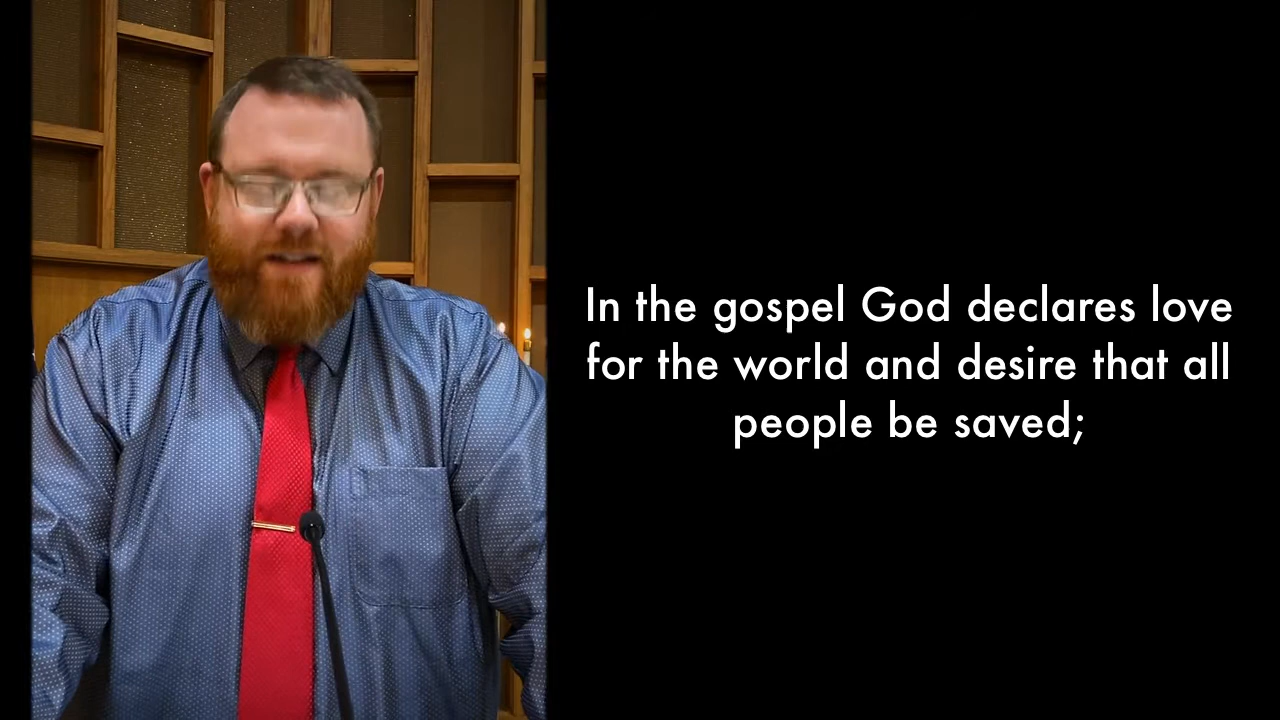 In the gospel God declares love
for the world and desire that all
people be saved;